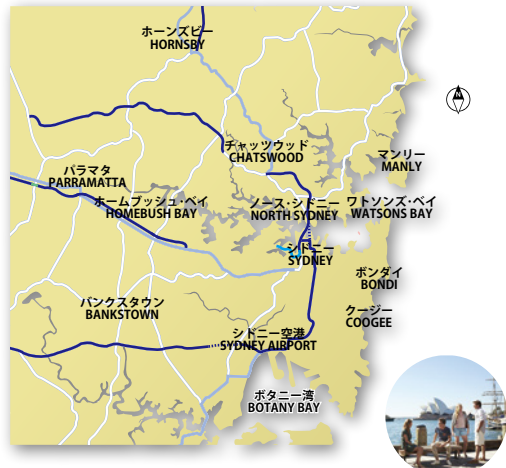 ホーンズビー
HORNSBY
N
チャッツウッド
CHATSWOOD
マンリー
MANLY
パラマタ
PARRAMATTA
ホームブッシュ・ベイ
HOMEBUSH BAY
ノース・シドニー
NORTH SYDNEY
ワトソンズ・ベイ
WATSONS BAY
シドニー
SYDNEY
ボンダイ
BONDI
バンクスタウン
BANKSTOWN
クージー
COOGEE
シドニー空港
SYDNEY AIRPORT
ボタニー湾
BOTANY BAY